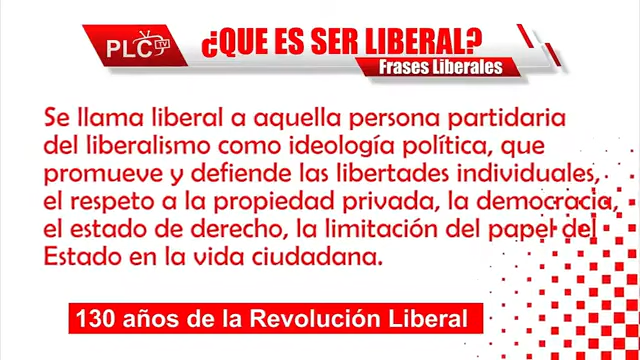 PLC TV
¿QUE ES SER LIBERAL?
Frases Liberales
Se llama liberal a aquella persona partidaria
del liberalismo como ideología política, que
promueve y defiende las libertades individuales,
el respeto a la propiedad privada, la democracia,
el estado de derecho, la limitación del papel del
Estado en la vida ciudadana.
130 años de la Revolución Liberal